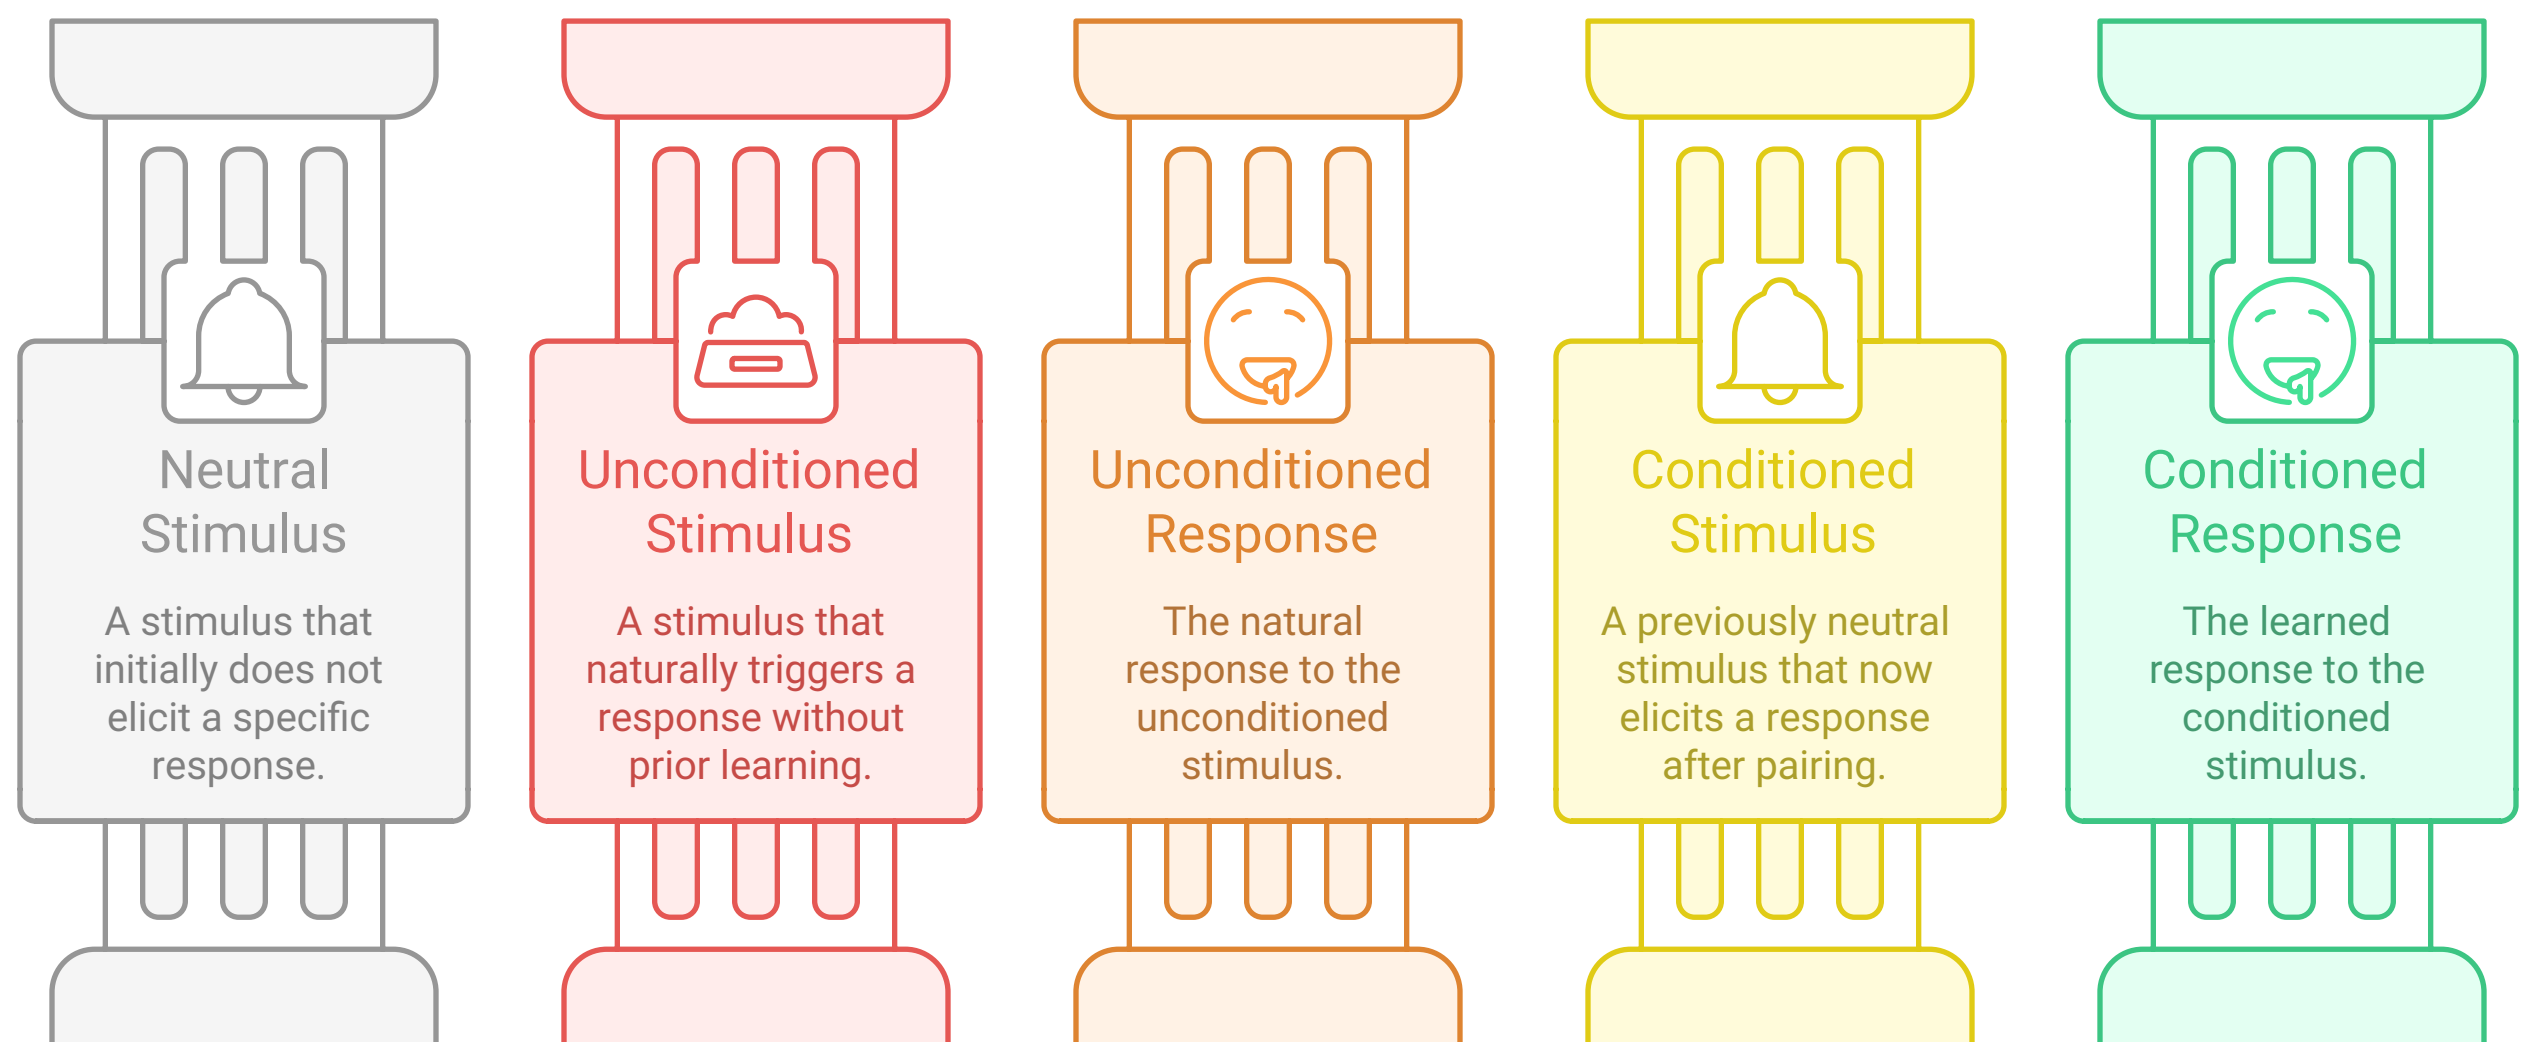 Neutral
Stimulus
A stimulus that
initially does not
elicit a specific
response.
Unconditioned
Stimulus
A stimulus that
naturally triggers a
response without
prior learning.
Unconditioned
Response
The natural
response to the
unconditioned
stimulus.
Conditioned
Stimulus
A previously neutral
stimulus that now
elicits a response
after pairing.
Conditioned
Response
The learned
response to the
conditioned
stimulus.